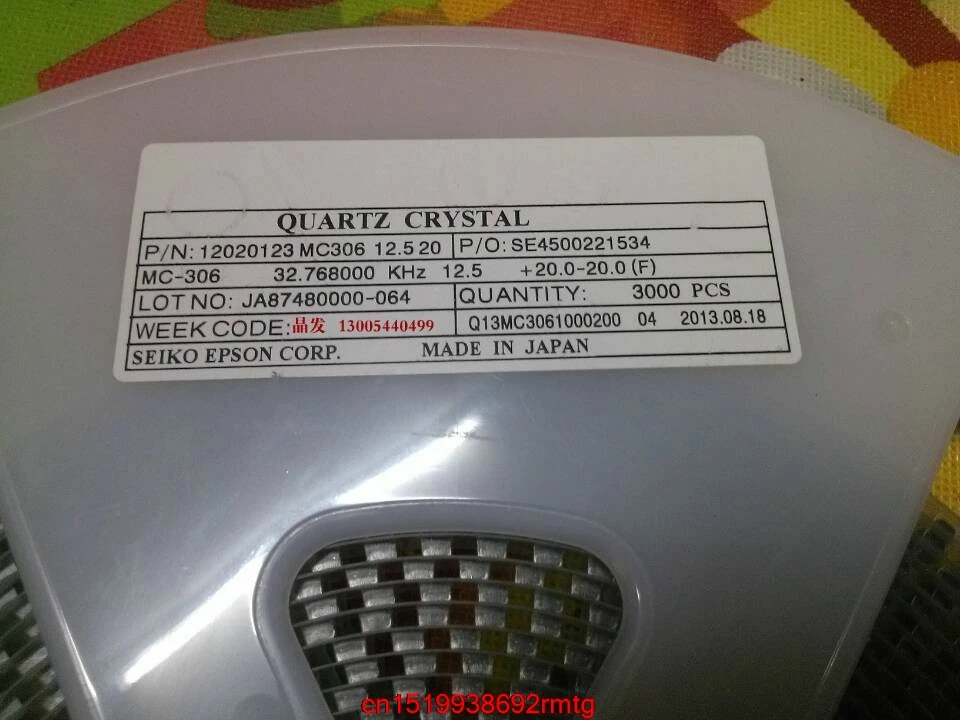 QUARTZ CRYSTAL
P/N: 12020123 MC306 12.5 20 P/O: SE4500221534
MC-306 32.768000 KHz 12.5 +20.0-20.0 (F)
LOT NO: JA87480000-064 QUANTITY: 3000 PCS
WEEK CODE: 晶发 13005440499 Q13MC3061000200 04 2013.08.18
SEIKO EPSON CORP. MADE IN JAPAN
cn1519938692rmtg